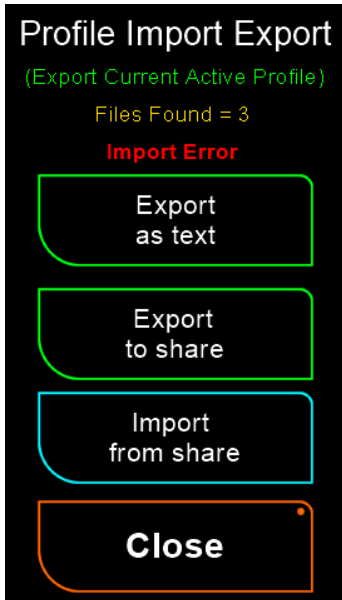 Profile Import Export
(Export Current Active Profile)
Files Found = 3
Import Error
Export
as text
Export
to share
Import
from share
Close